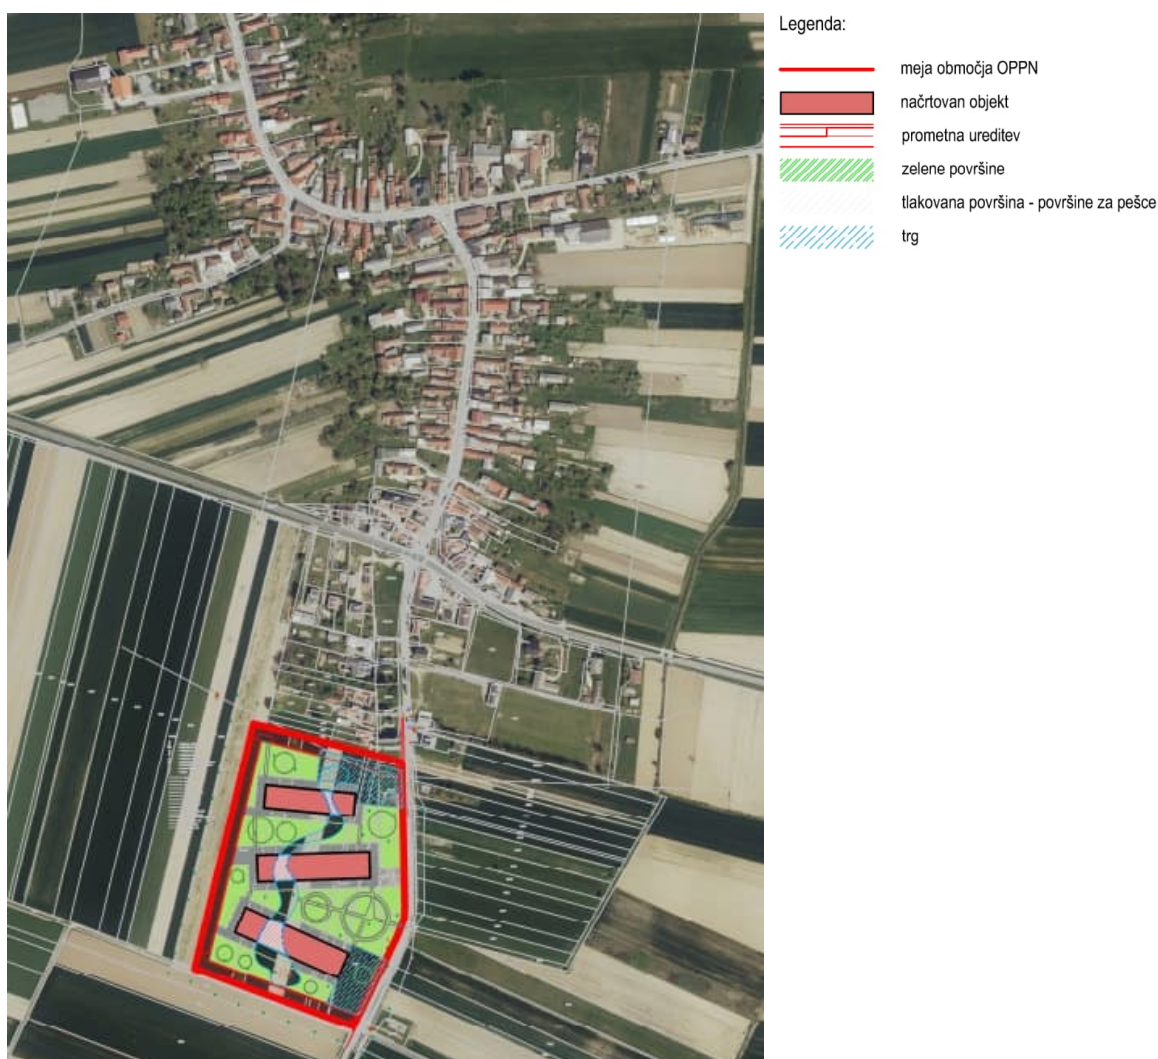 Legenda:
meja območja OPPN
načrtovan objekt
prometna ureditev
zelene površine
tlakovana površina - površine za pešce
trg